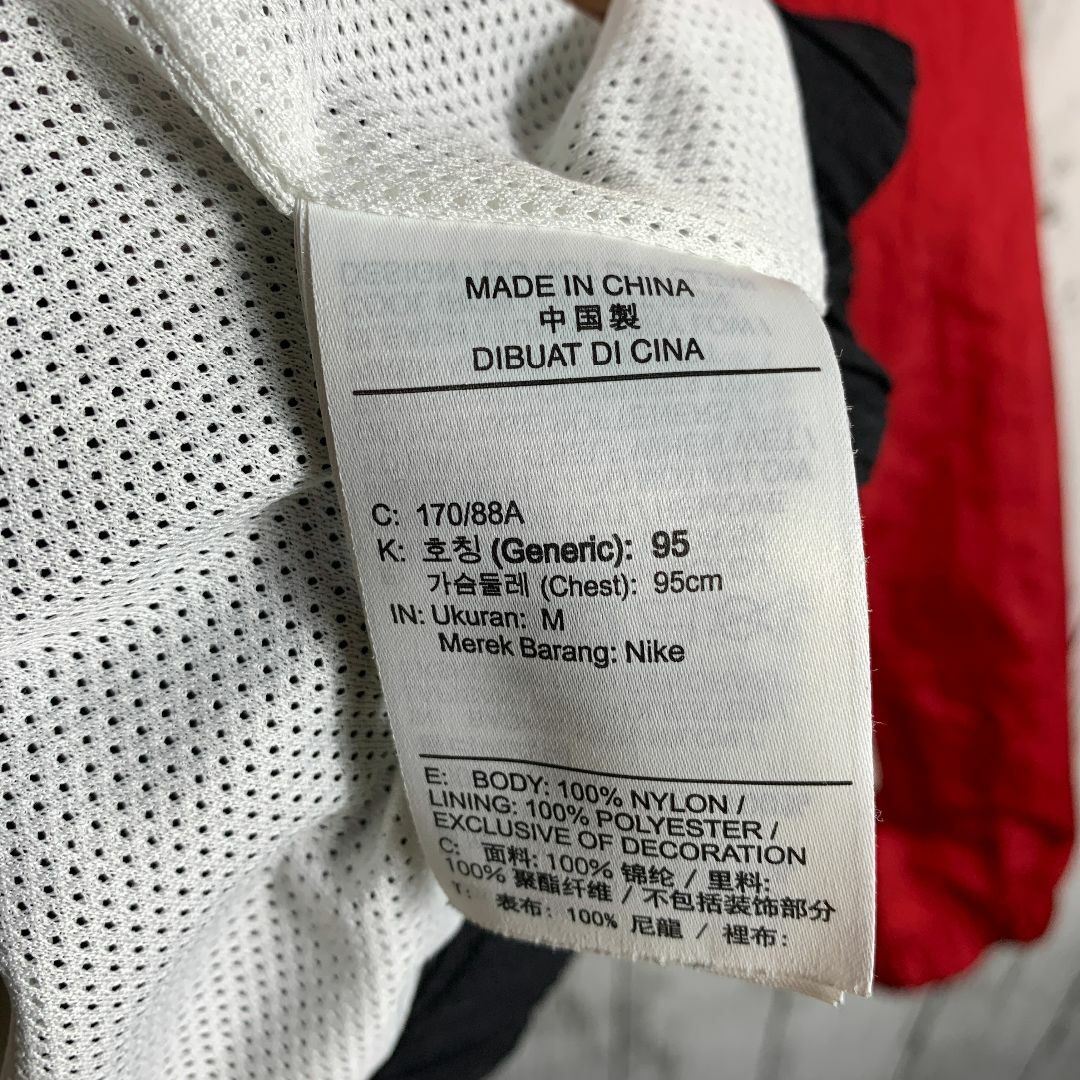 MADE IN CHINA
中国製
DIBUAT DI CINA
C: 170/88A
K: 호칭 (Generic): 95
가슴둘레 (Chest): 95cm
IN: Ukuran: M
Merek Barang: Nike
E: BODY: 100% NYLON /
LINING: 100% POLYESTER /
EXCLUSIVE OF DECORATION
C: 面料: 100% 锦纶 / 里料:
100% 聚酯纤维 / 不包括装饰部分
T: 表布: 100% 尼龍 / 裡布: